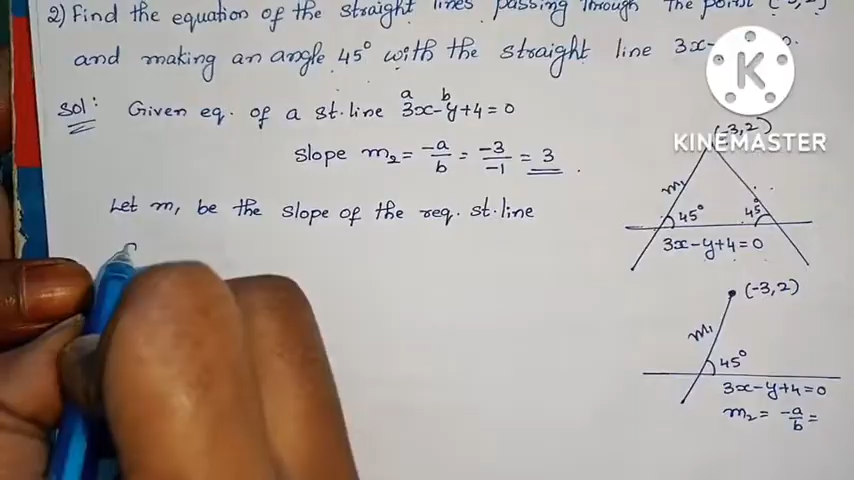 2) Find the equation of the straight lines passing through the point (-3,2)
and making an angle 45° with the straight line 3x-
Sol: Given eq. of a st.line 3x-y+4=0
a b
slope m₂ = -a/b = -3/-1 = 3.
Let m₁ be the slope of the req. st.line
KINEMASTER
(-3,2)
m₁
45° 45°
3x-y+4=0
(-3,2)
m₁
45°
3x-y+4=0
m₂ = -a/b =